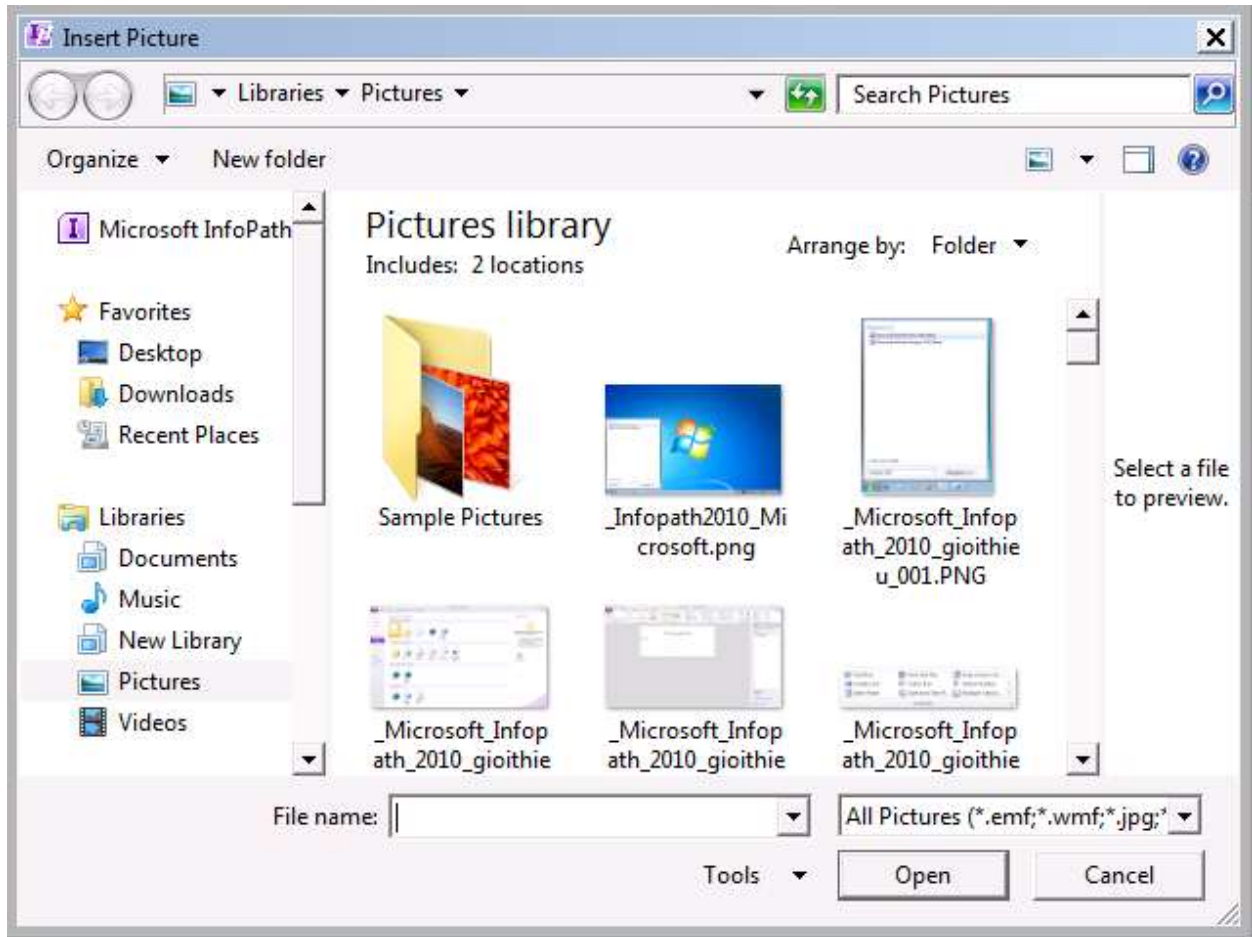 Insert Picture
Libraries Pictures
Search Pictures
Organize New folder
Microsoft InfoPath
Favorites
Desktop
Downloads
Recent Places
Libraries
Documents
Music
New Library
Pictures
Videos
Pictures library
Includes: 2 locations
Arrange by: Folder
Sample Pictures
_Infopath2010_Mi
crosoft.png
_Microsoft_Infop
ath_2010_gioithie
u_001.PNG
_Microsoft_Infop
ath_2010_gioithie
_Microsoft_Infop
ath_2010_gioithie
_Microsoft_Infop
ath_2010_gioithie
Select a file
to preview.
File name:
All Pictures (*.emf;*.wmf;*.jpg;*
Tools
Open
Cancel